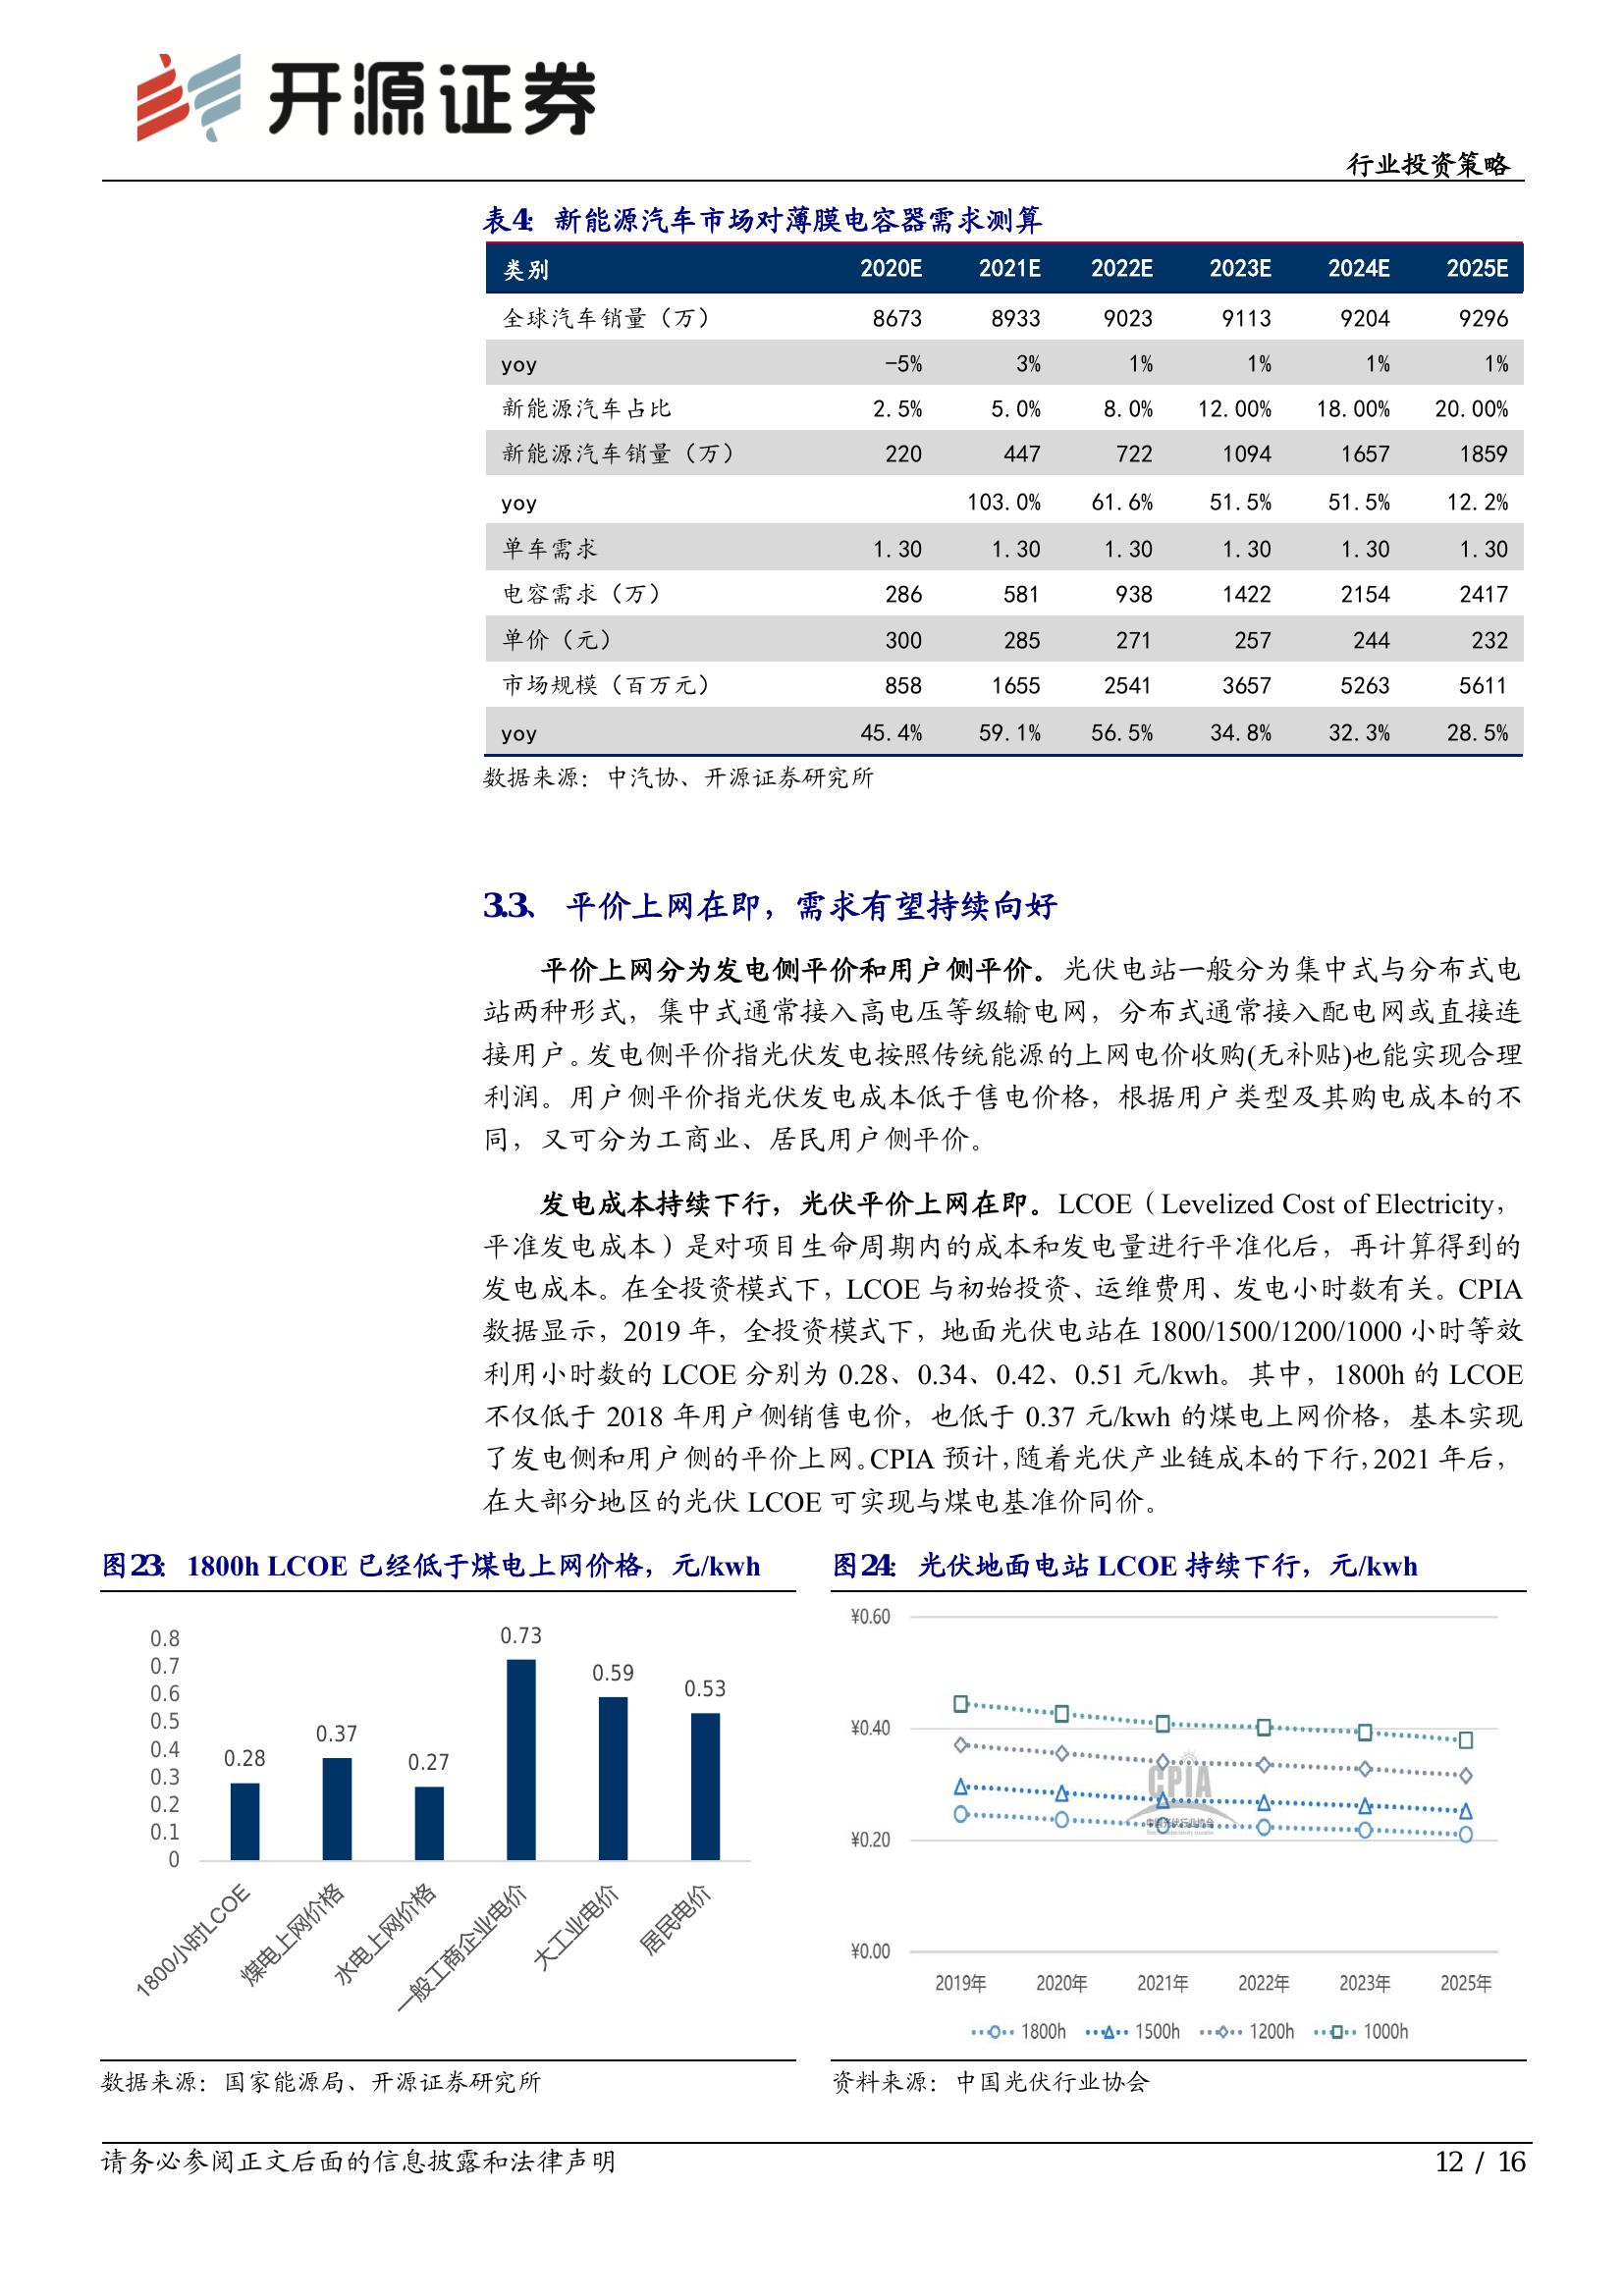 开源证券
行业投资策略
表4: 新能源汽车市场对薄膜电容器需求测算
类别 2020E 2021E 2022E 2023E 2024E 2025E
全球汽车销量（万） 8673 8933 9023 9113 9204 9296
yoy -5% 3% 1% 1% 1% 1%
新能源汽车占比 2.5% 5.0% 8.0% 12.00% 18.00% 20.00%
新能源汽车销量（万） 220 447 722 1094 1657 1859
yoy 103.0% 61.6% 51.5% 51.5% 12.2%
单车需求 1.30 1.30 1.30 1.30 1.30 1.30
电容需求（万） 286 581 938 1422 2154 2417
单价（元） 300 285 271 257 244 232
市场规模（百万元） 858 1655 2541 3657 5263 5611
yoy 45.4% 59.1% 56.5% 34.8% 32.3% 28.5%
数据来源：中汽协、开源证券研究所
3.3、 平价上网在即，需求有望持续向好
平价上网分为发电侧平价和用户侧平价。光伏电站一般分为集中式与分布式电
站两种形式，集中式通常接入高电压等级输电网，分布式通常接入配电网或直接连
接用户。发电侧平价指光伏发电按照传统能源的上网电价收购(无补贴)也能实现合理
利润。用户侧平价指光伏发电成本低于售电价格，根据用户类型及其购电成本的不
同，又可分为工商业、居民用户侧平价。
发电成本持续下行，光伏平价上网在即。LCOE（Levelized Cost of Electricity，
平准发电成本）是对项目生命周期内的成本和发电量进行平准化后，再计算得到的
发电成本。在全投资模式下，LCOE 与初始投资、运维费用、发电小时数有关。CPIA
数据显示，2019 年，全投资模式下，地面光伏电站在 1800/1500/1200/1000 小时等效
利用小时数的 LCOE 分别为 0.28、0.34、0.42、0.51 元/kwh。其中，1800h 的 LCOE
不仅低于 2018 年用户侧销售电价，也低于 0.37 元/kwh 的煤电上网价格，基本实现
了发电侧和用户侧的平价上网。CPIA 预计，随着光伏产业链成本的下行，2021 年后，
在大部分地区的光伏 LCOE 可实现与煤电基准价同价。
图23: 1800h LCOE 已经低于煤电上网价格，元/kwh
0.8
0.7
0.6
0.5
0.4
0.3
0.2
0.1
0
0.28
0.37
0.27
0.73
0.59
0.53
1800小时LCOE
煤电上网价格
水电上网价格
一般工商企业电价
大工业电价
居民电价
数据来源：国家能源局、开源证券研究所
图24: 光伏地面电站 LCOE 持续下行，元/kwh
¥0.60
¥0.40
¥0.20
¥0.00
CPIA
中国光伏行业协会
2019年 2020年 2021年 2022年 2023年 2025年
1800h 1500h 1200h 1000h
资料来源：中国光伏行业协会
请务必参阅正文后面的信息披露和法律声明
12 / 16